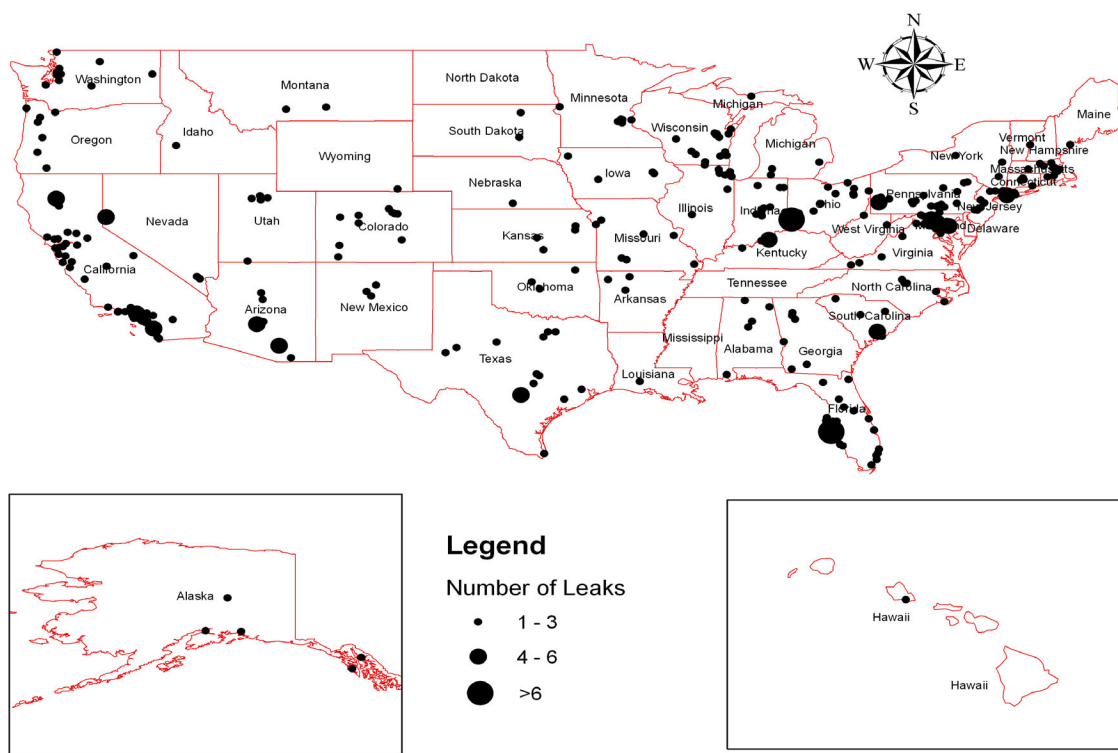 N
W
E
S
Washington
Montana
North Dakota
Minnesota
Michigan
Maine
Oregon
Idaho
South Dakota
Wisconsin
Michigan
Vermont
New Hampshire
Wyoming
New York
Massachusetts
Connecticut
Nebraska
Iowa
Pennsylvania
Nevada
Utah
Colorado
Kansas
Illinois
Indiana
Ohio
New Jersey
Missouri
West Virginia
Maryland
Delaware
Kentucky
Virginia
California
Arizona
New Mexico
Oklahoma
Arkansas
Tennessee
North Carolina
South Carolina
Texas
Mississippi
Alabama
Georgia
Louisiana
Florida
Alaska
Legend
Number of Leaks
1 - 3
4 - 6
>6
Hawaii
Hawaii